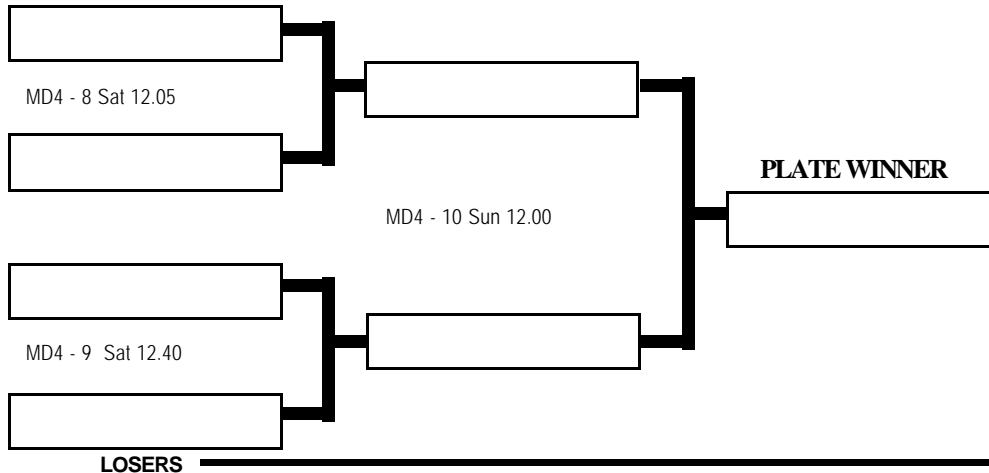 MD4 - 8 Sat 12.05
PLATE WINNER
MD4 - 10 Sun 12.00
MD4 - 9 Sat 12.40
LOSERS